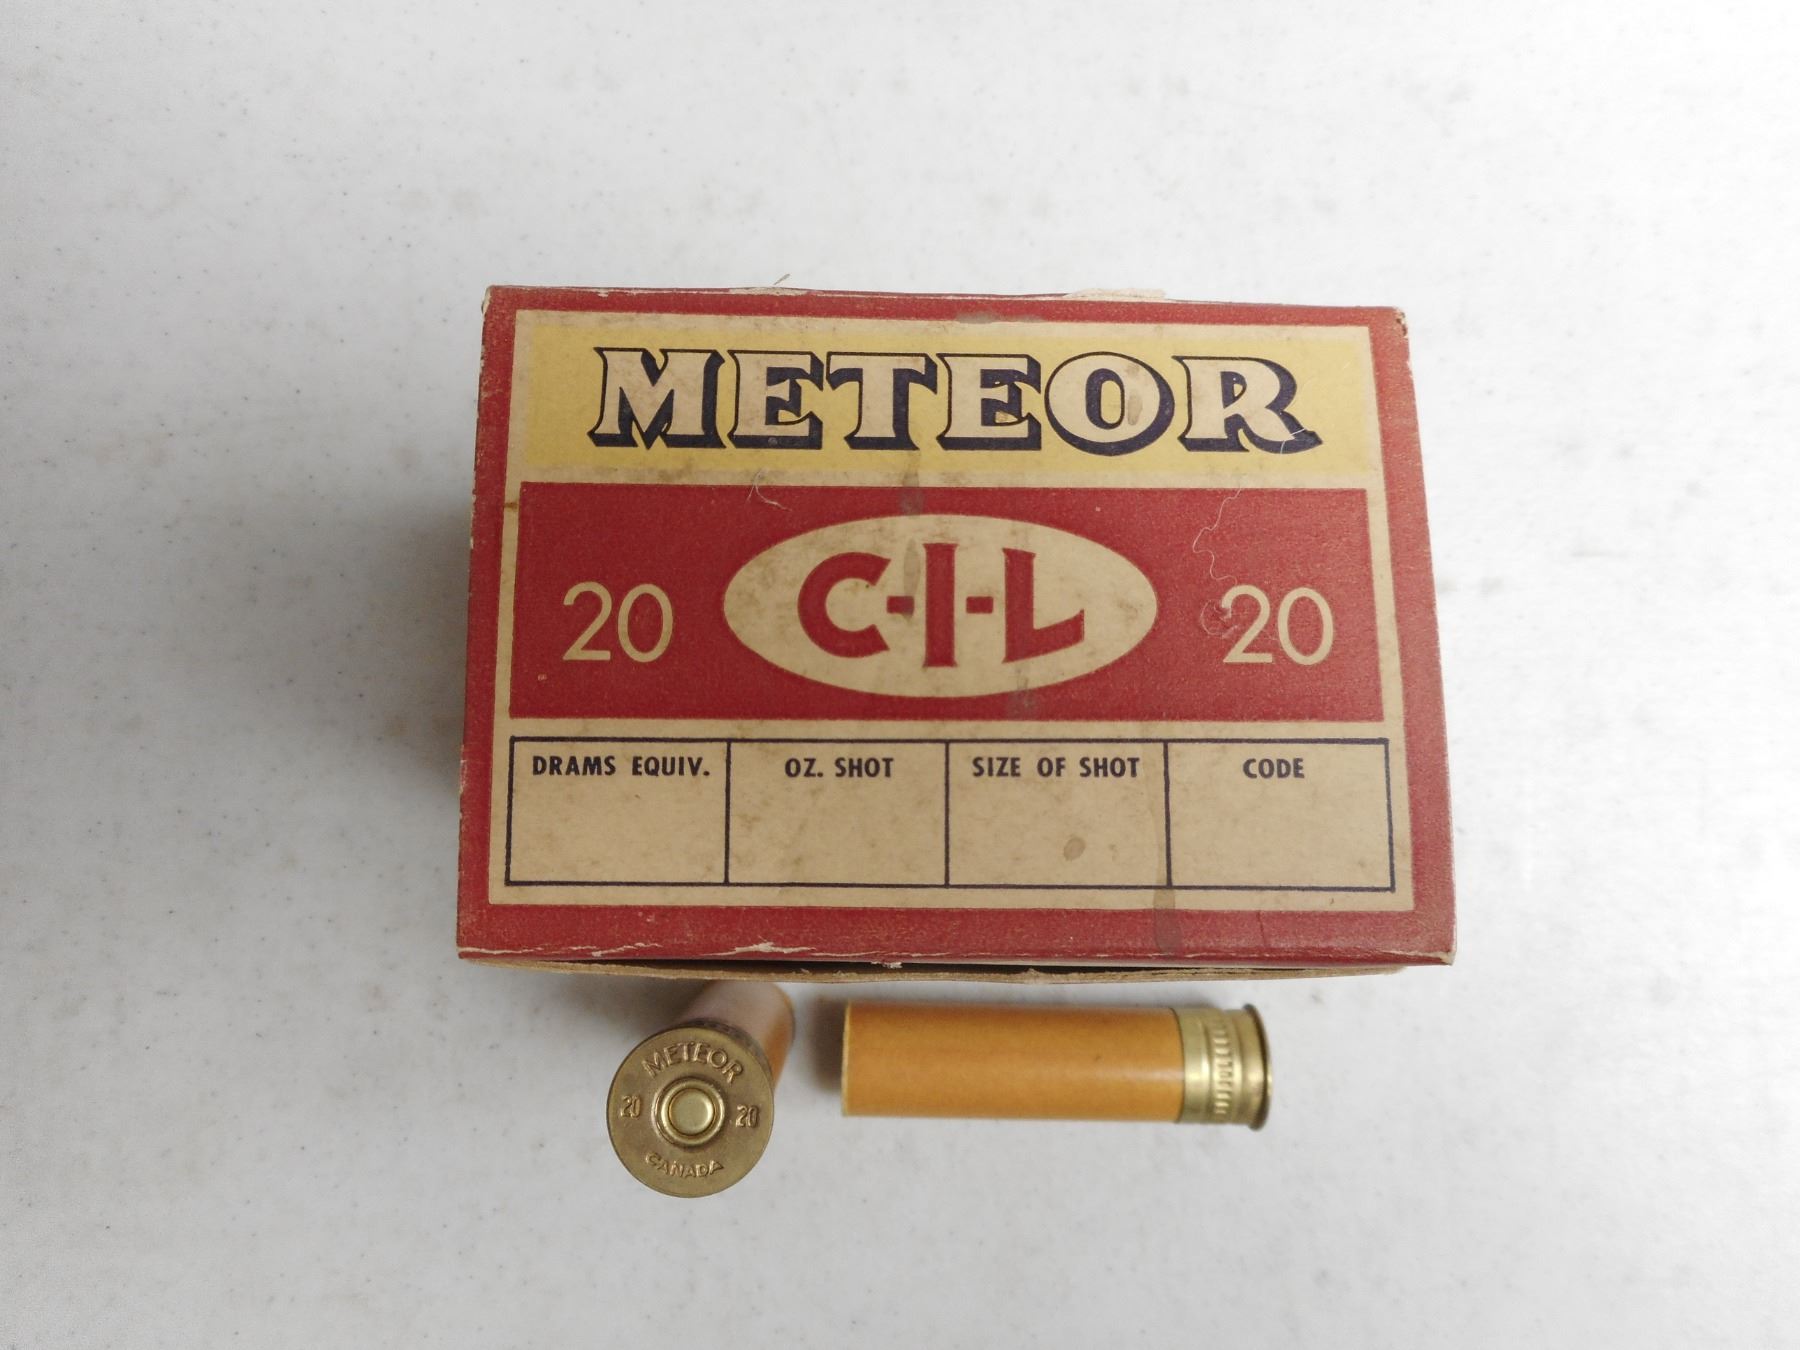 METEOR
20 C-I-L 20
DRAMS EQUIV. OZ. SHOT SIZE OF SHOT CODE
METEOR
20 20
CANADA